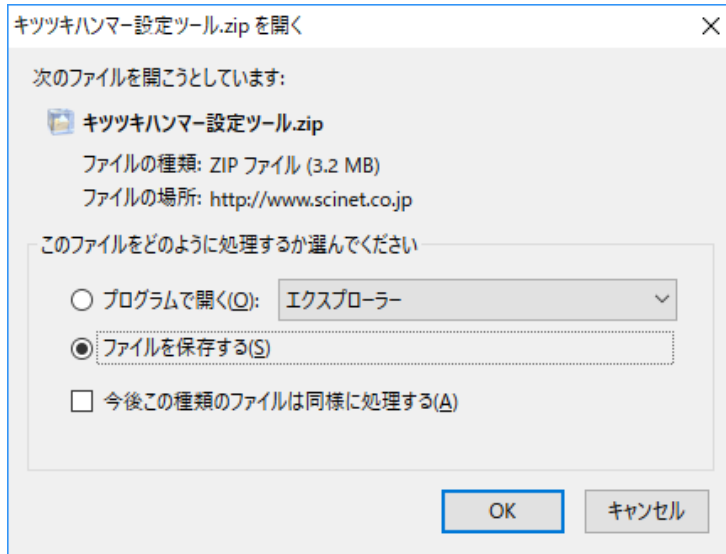 キツツキハンマー設定ツール.zip を開く
次のファイルを開こうとしています:
キツツキハンマー設定ツール.zip
ファイルの種類: ZIP ファイル (3.2 MB)
ファイルの場所: http://www.scinet.co.jp
このファイルをどのように処理するか選んでください
プログラムで開く(O): エクスプローラー
ファイルを保存する(S)
今後この種類のファイルは同様に処理する(A)
OK キャンセル